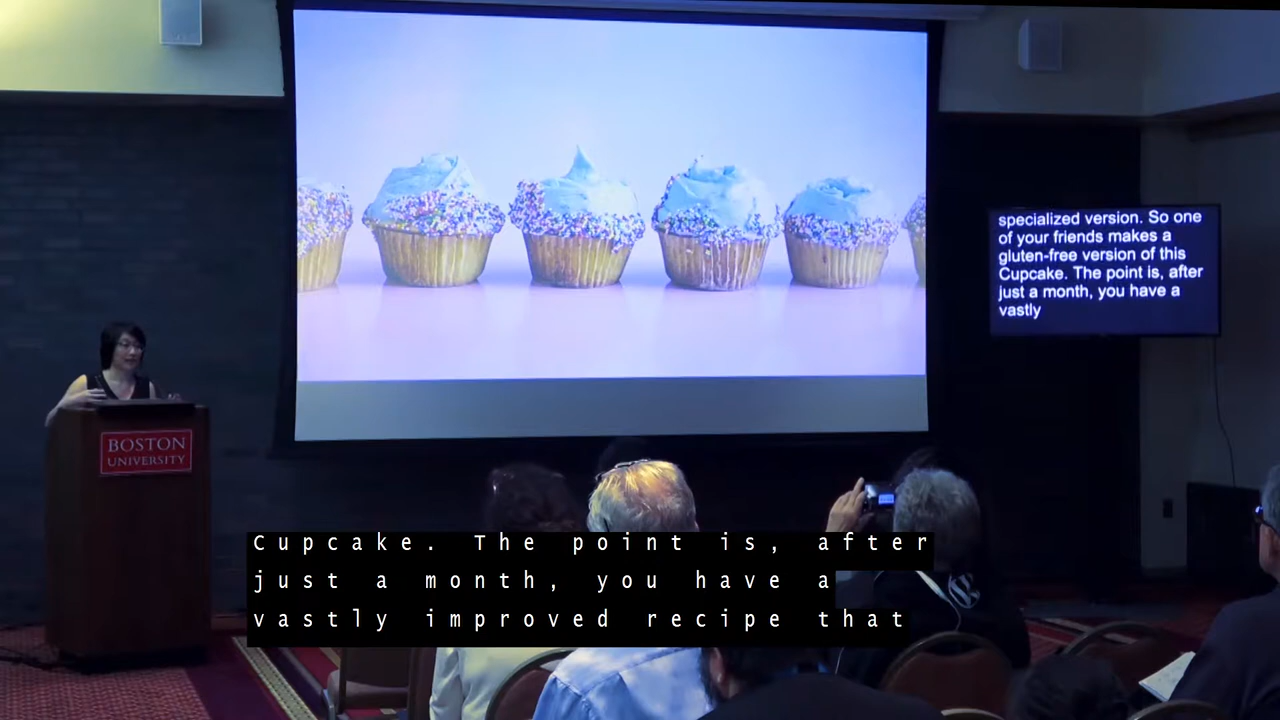 specialized version. So one
of your friends makes a
gluten-free version of this
Cupcake. The point is, after
just a month, you have a
vastly
BOSTON
UNIVERSITY
Cupcake. The point is, after
just a month, you have a
vastly improved recipe that